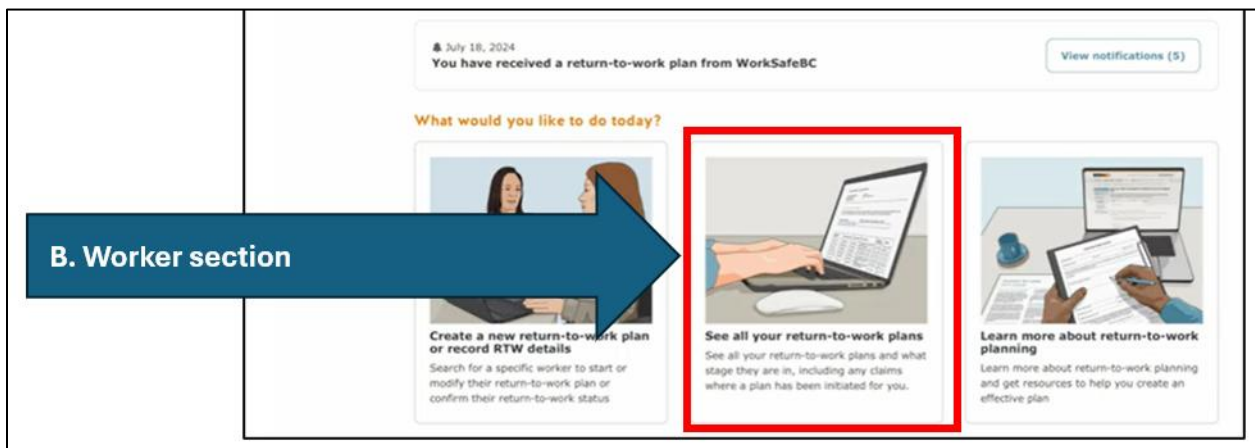 July 18, 2024
You have received a return-to-work plan from WorkSafeBC
View notifications (5)
What would you like to do today?
B. Worker section
Create a new return-to-work plan
or record RTW details
Search for a specific worker to start or
modify their return-to-work plan or
confirm their return-to-work status
See all your return-to-work plans
See all your return-to-work plans and what
stage they are in, including any claims
where a plan has been initiated for you.
Learn more about return-to-work
planning
Learn more about return-to-work planning
and get resources to help you create an
effective plan